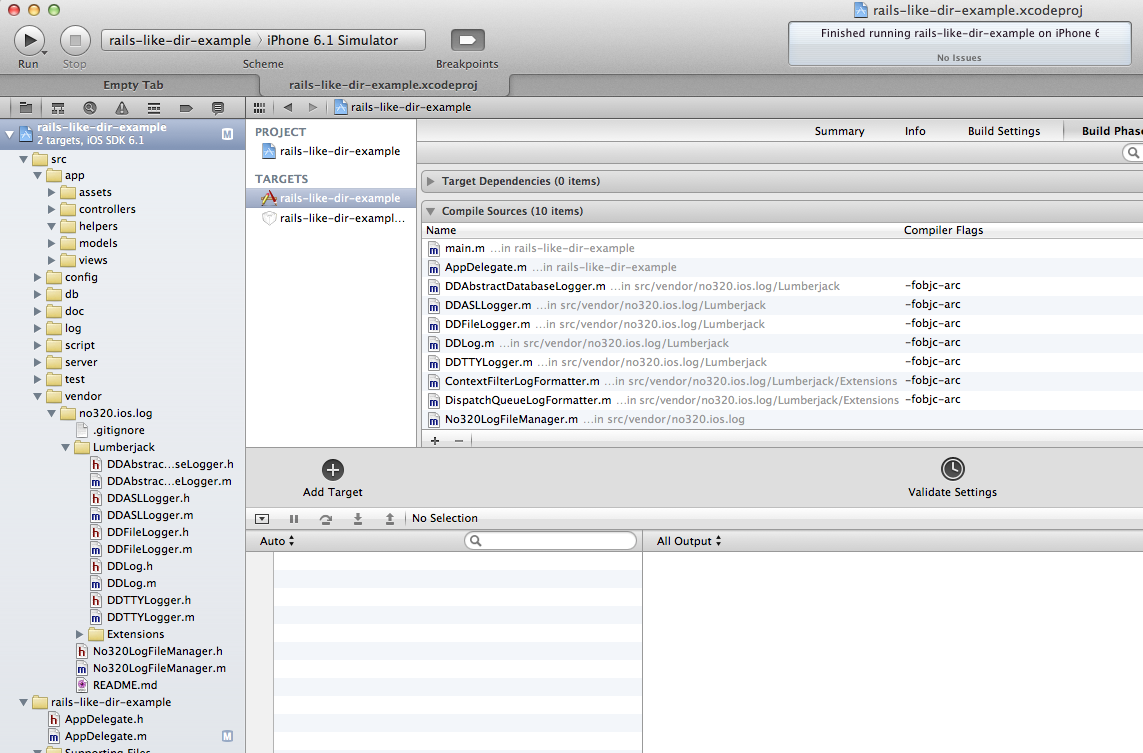 rails-like-dir-example.xcodeproj
Run
Stop
rails-like-dir-example 〉 iPhone 6.1 Simulator
Scheme
Breakpoints
Finished running rails-like-dir-example on iPhone 6
No Issues
Empty Tab
rails-like-dir-example.xcodeproj
rails-like-dir-example
2 targets, iOS SDK 6.1
M
src
app
assets
controllers
helpers
models
views
config
db
doc
log
script
server
test
vendor
no320.ios.log
.gitignore
Lumberjack
DDAbstrac...seLogger.h
DDAbstrac...eLogger.m
DDASLLogger.h
DDASLLogger.m
DDFileLogger.h
DDFileLogger.m
DDLog.h
DDLog.m
DDTTYLogger.h
DDTTYLogger.m
Extensions
No320LogFileManager.h
No320LogFileManager.m
README.md
rails-like-dir-example
AppDelegate.h
AppDelegate.m M
Supporting Files
rails-like-dir-example
PROJECT
rails-like-dir-example
TARGETS
rails-like-dir-example
rails-like-dir-exampl...
Summary Info Build Settings Build Phase
Target Dependencies (0 items)
Compile Sources (10 items)
Name Compiler Flags
main.m ...in rails-like-dir-example
AppDelegate.m ...in rails-like-dir-example
DDAbstractDatabaseLogger.m ...in src/vendor/no320.ios.log/Lumberjack -fobjc-arc
DDASLLogger.m ...in src/vendor/no320.ios.log/Lumberjack -fobjc-arc
DDFileLogger.m ...in src/vendor/no320.ios.log/Lumberjack -fobjc-arc
DDLog.m ...in src/vendor/no320.ios.log/Lumberjack -fobjc-arc
DDTTYLogger.m ...in src/vendor/no320.ios.log/Lumberjack -fobjc-arc
ContextFilterLogFormatter.m ...in src/vendor/no320.ios.log/Lumberjack/Extensions -fobjc-arc
DispatchQueueLogFormatter.m ...in src/vendor/no320.ios.log/Lumberjack/Extensions -fobjc-arc
No320LogFileManager.m ...in src/vendor/no320.ios.log
Add Target
Validate Settings
No Selection
Auto
All Output